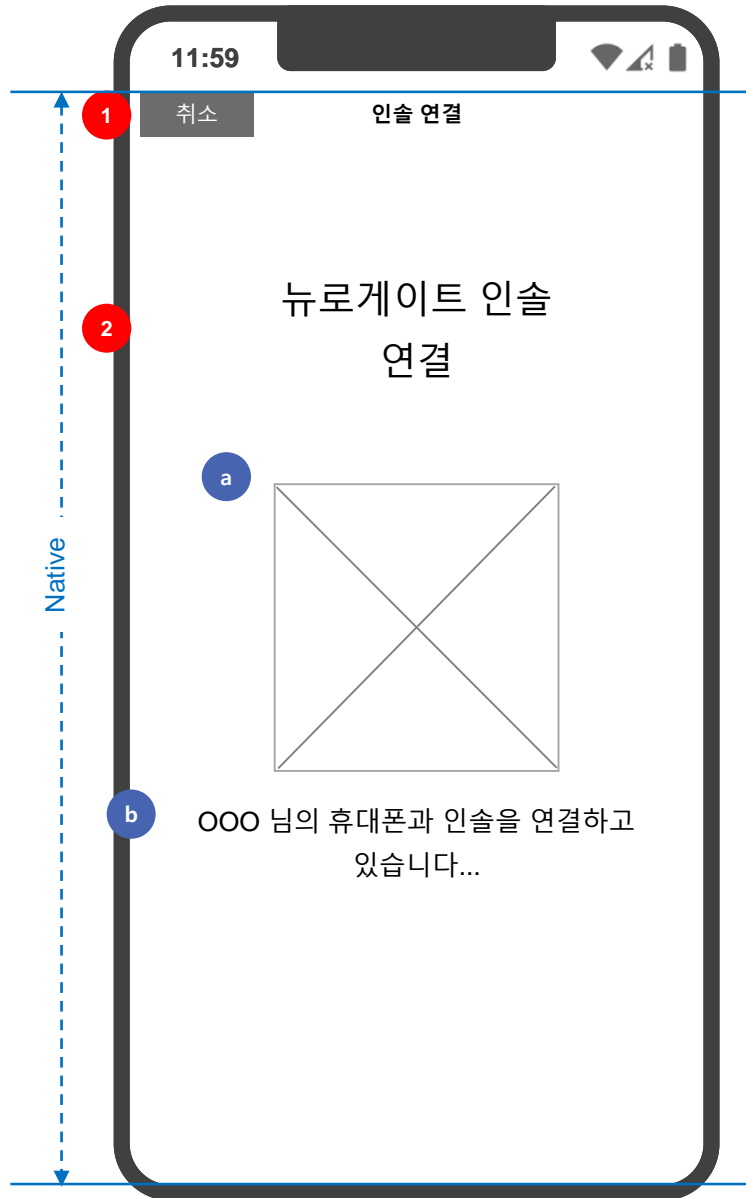 11:59
1
취소
인솔 연결
2
뉴로게이트 인솔
연결
a
Native
b
OOO 님의 휴대폰과 인솔을 연결하고
있습니다...